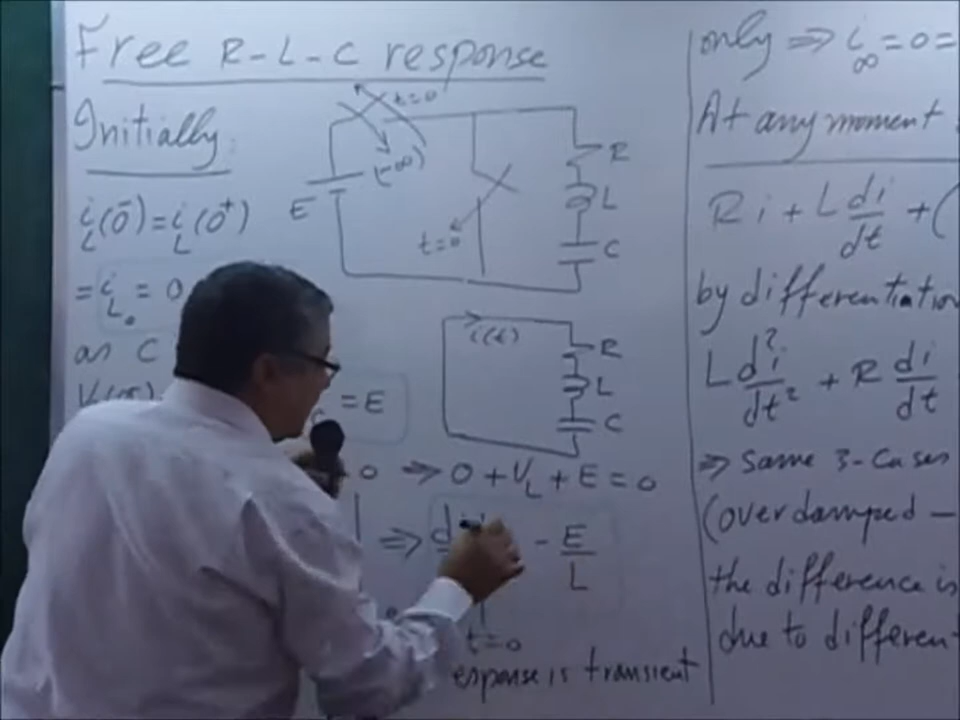 Free R-L-C response
Initially:
i_L(0⁻) = i_L(0⁺)
= i_L₀ = 0
as C
= E
0 ⇒ 0 + V_L + E = 0
⇒ - E/L
t=0
esponse is transient
t=0
(-∞)
E
t=0
R
L
C
i(t)
R
L
C
only ⇒ i_∞ = 0 =
At any moment
Ri + L di/dt + (
by differentiation
L d²i/dt² + R di/dt
⇒ Same 3-Cases
(overdamped —
the difference is
due to differen